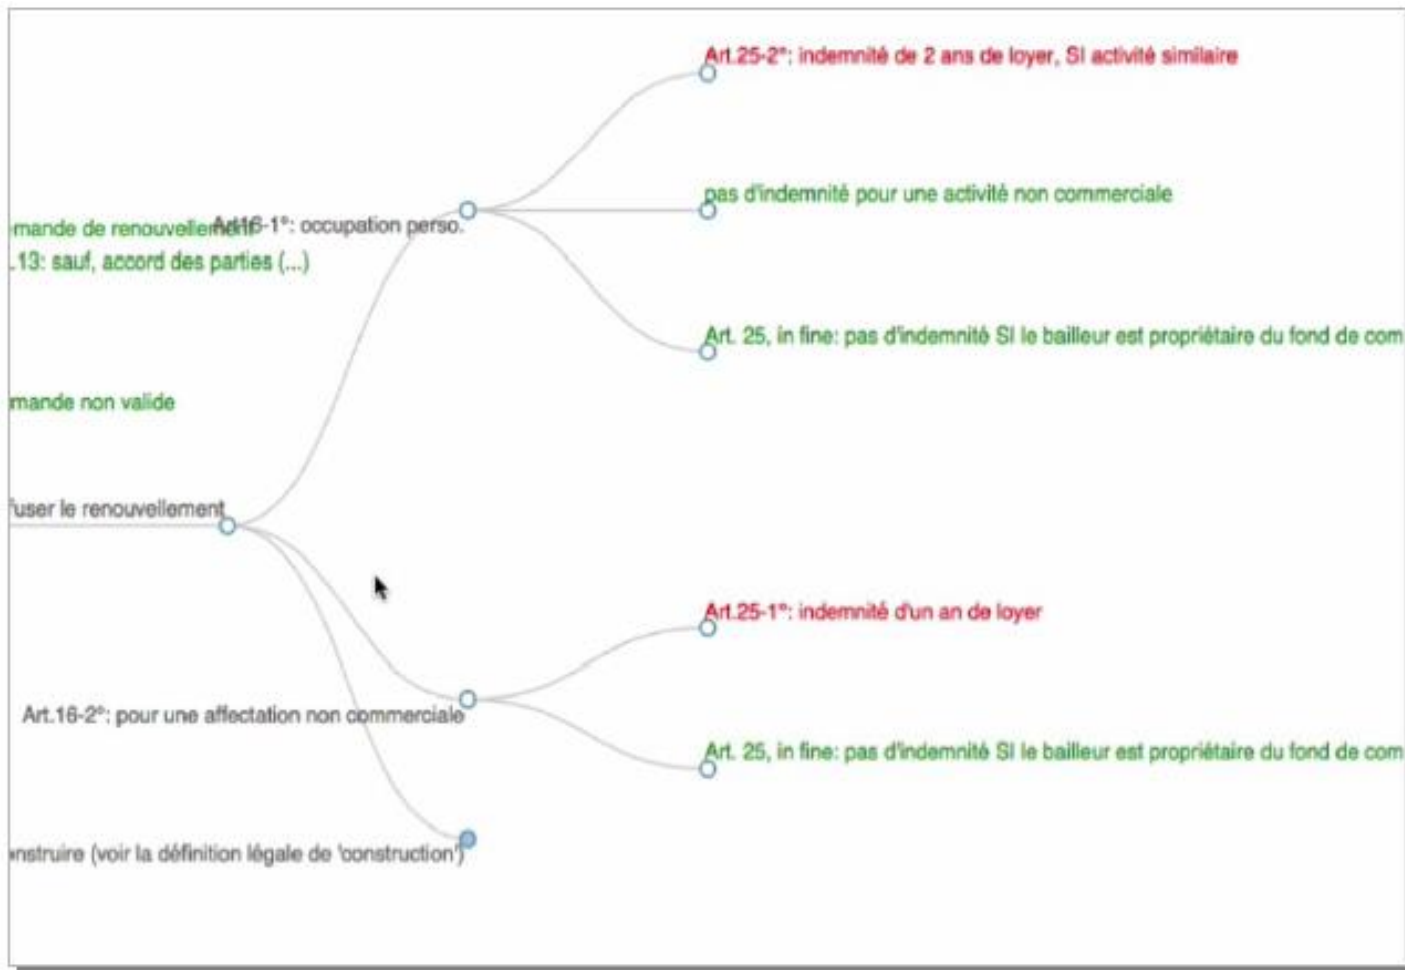 Art.25-2°: indemnité de 2 ans de loyer, SI activité similaire
pas d'indemnité pour une activité non commerciale
mande de renouvellement
Art16-1°: occupation perso.
.13: sauf, accord des parties (...)
Art. 25, in fine: pas d'indemnité SI le bailleur est propriétaire du fond de com
mande non valide
fuser le renouvellement
Art.25-1°: indemnité d'un an de loyer
Art.16-2°: pour une affectation non commerciale
Art. 25, in fine: pas d'indemnité SI le bailleur est propriétaire du fond de com
nstruire (voir la définition légale de 'construction')